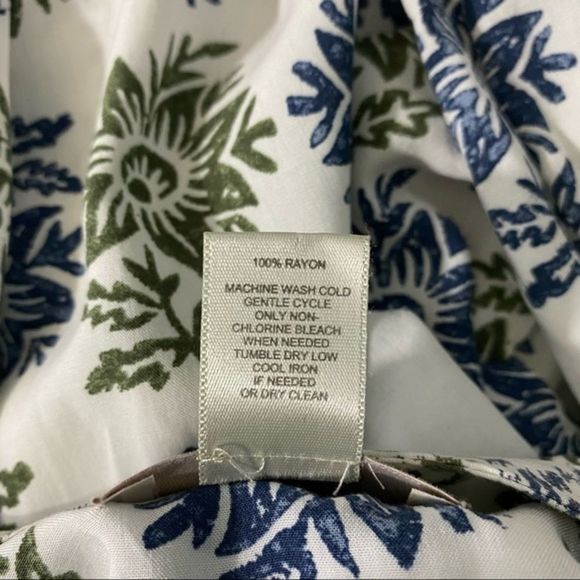 100% RAYON
MACHINE WASH COLD
GENTLE CYCLE
ONLY NON-
CHLORINE BLEACH
WHEN NEEDED
TUMBLE DRY LOW
COOL IRON
IF NEEDED
OR DRY CLEAN